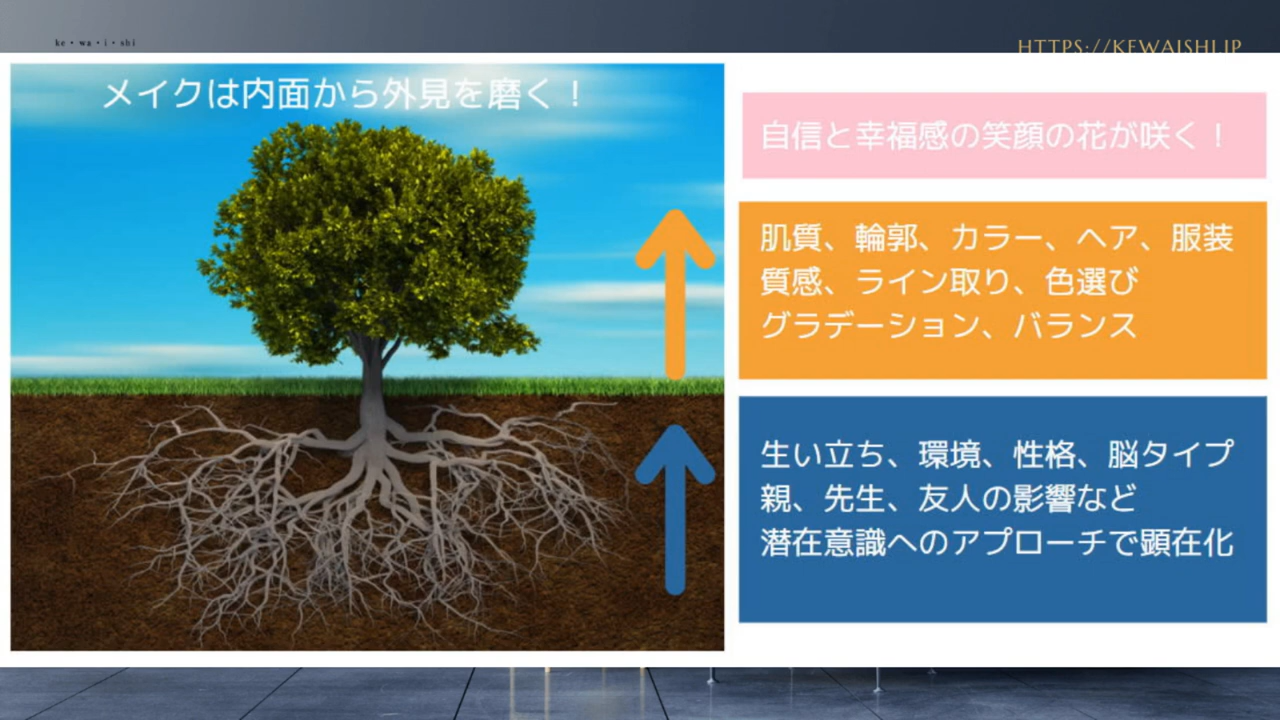 ke・wa・i・shi
HTTPS://KEWAISHI.JP
メイクは内面から外見を磨く！
自信と幸福感の笑顔の花が咲く！
肌質、輪郭、カラー、ヘア、服装
質感、ライン取り、色選び
グラデーション、バランス
生い立ち、環境、性格、脳タイプ
親、先生、友人の影響など
潜在意識へのアプローチで顕在化